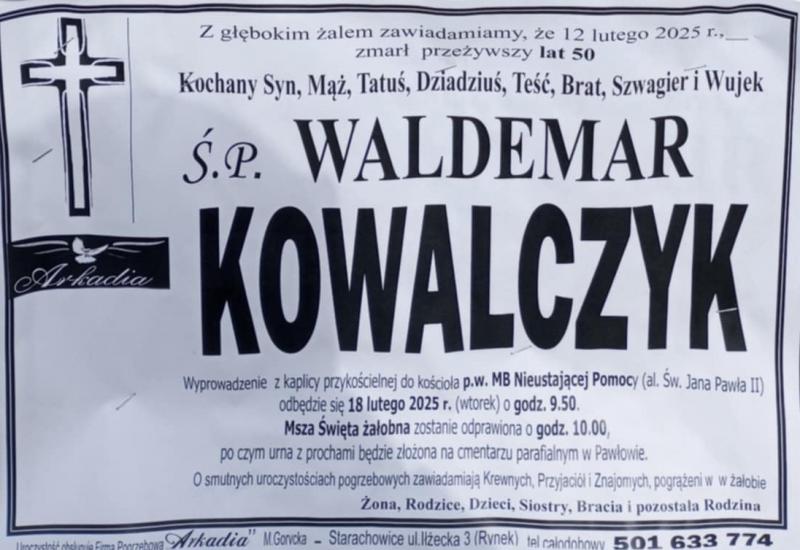 Z głębokim żalem zawiadamiamy, że 12 lutego 2025 r.,__
zmarł przeżywszy lat 50
Kochany Syn, Mąż, Tatuś, Dziadziuś, Teść, Brat, Szwagier i Wujek
Ś.P. WALDEMAR
KOWALCZYK
Arkadia
Wyprowadzenie z kaplicy przykościelnej do kościoła p.w. MB Nieustającej Pomocy (al. Św. Jana Pawła II)
odbędzie się 18 lutego 2025 r. (wtorek) o godz. 9.50.
Msza Święta żałobna zostanie odprawiona o godz. 10.00,
po czym urna z prochami będzie złożona na cmentarzu parafialnym w Pawłowie.
O smutnych uroczystościach pogrzebowych zawiadamiają Krewnych, Przyjaciół i Znajomych, pogrążeni w w żałobie
Żona, Rodzice, Dzieci, Siostry, Bracia i pozostała Rodzina
Uroczystość obsługuje Firma Pogrzebowa "Arkadia" M.Gorycka – Starachowice ul.Iłżecka 3 (Rynek) tel.całodobowy 501 633 774